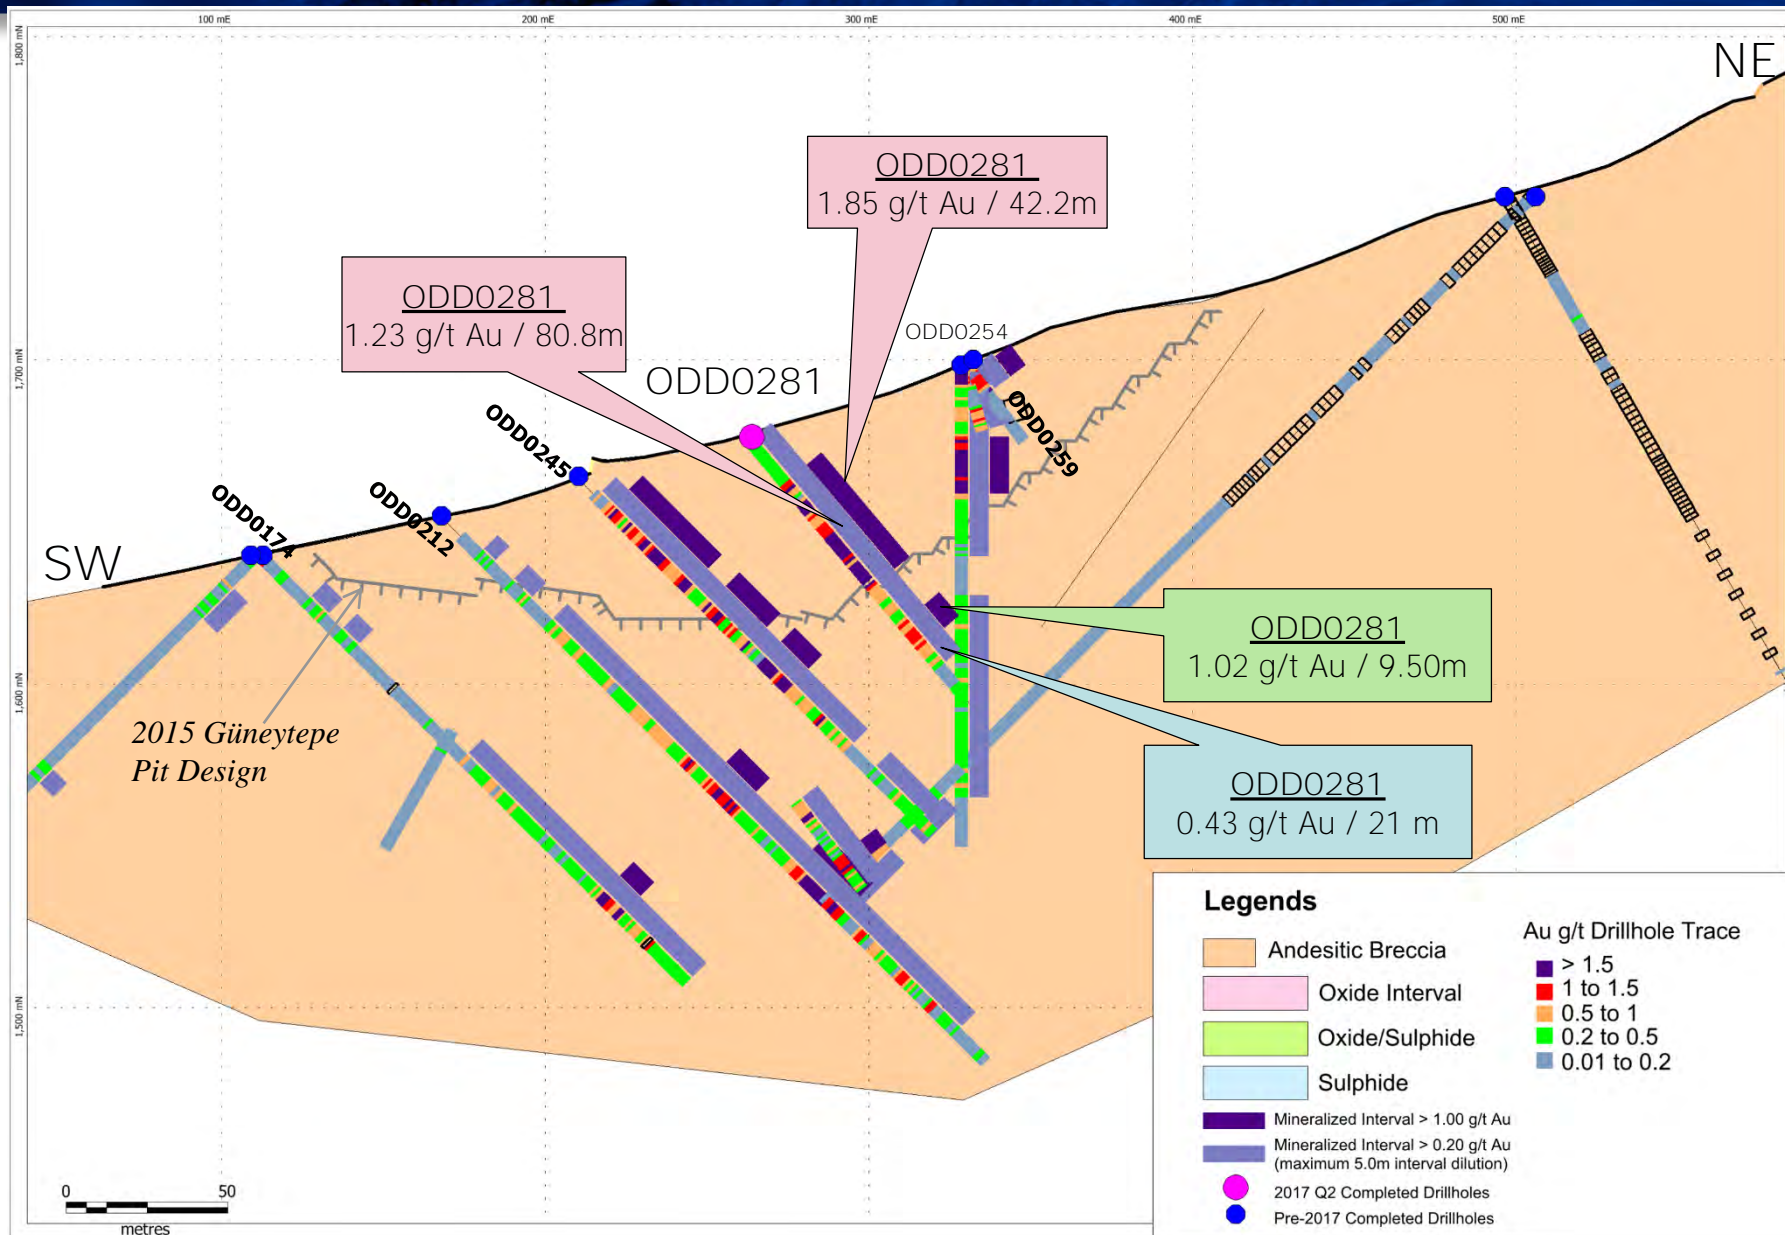 100 mE
200 mE
300 mE
400 mE
500 mE
1,800 mN
NE
ODD0281
1.85 g/t Au / 42.2m
ODD0281
1.23 g/t Au / 80.8m
ODD0254
1,700 mN
ODD0281
ODD0259
ODD0245
ODD0212
ODD0174
SW
ODD0281
1.02 g/t Au / 9.50m
1,600 mN
2015 Güneytepe
Pit Design
ODD0281
0.43 g/t Au / 21 m
1,500 mN
Legends
Andesitic Breccia
Oxide Interval
Oxide/Sulphide
Sulphide
Mineralized Interval > 1.00 g/t Au
Mineralized Interval > 0.20 g/t Au
(maximum 5.0m interval dilution)
2017 Q2 Completed Drillholes
Pre-2017 Completed Drillholes
Au g/t Drillhole Trace
> 1.5
1 to 1.5
0.5 to 1
0.2 to 0.5
0.01 to 0.2
0 50
metres